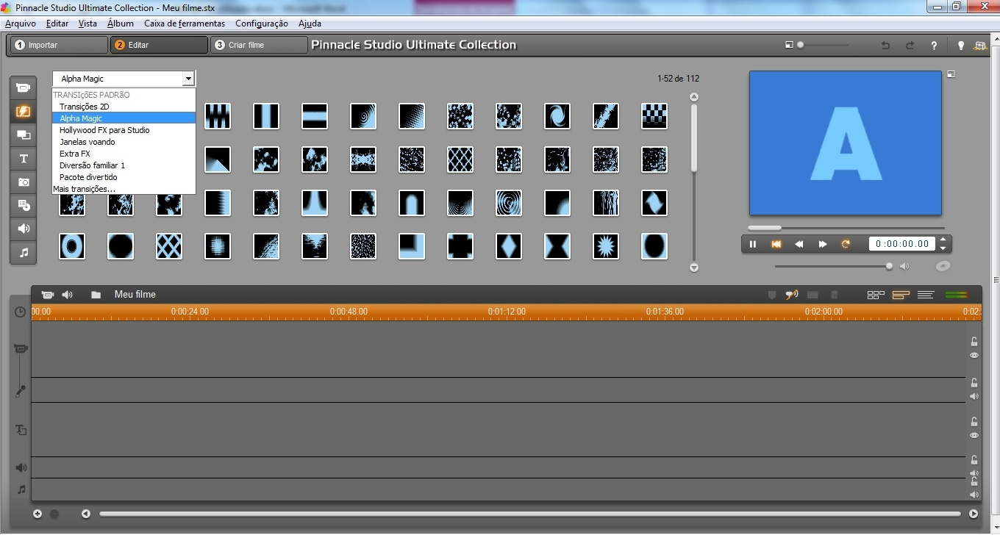 Pinnacle Studio Ultimate Collection - Meu filme.stx
Arquivo Editar Vista Álbum Caixa de ferramentas Configuração Ajuda
1 Importar 2 Editar 3 Criar filme Pinnacle Studio Ultimate Collection ?
Alpha Magic 1-52 de 112
TRANSIçÕES PADRãO
Transições 2D
Alpha Magic
Hollywood FX para Studio
Janelas voando
Extra FX
Diversão familiar 1
Pacote divertido
Mais transições...
T
A
0:00:00.00
Meu filme
00.00 0:00:24.00 0:00:48.00 0:01:12.00 0:01:36.00 0:02:00.00 0:02:
T